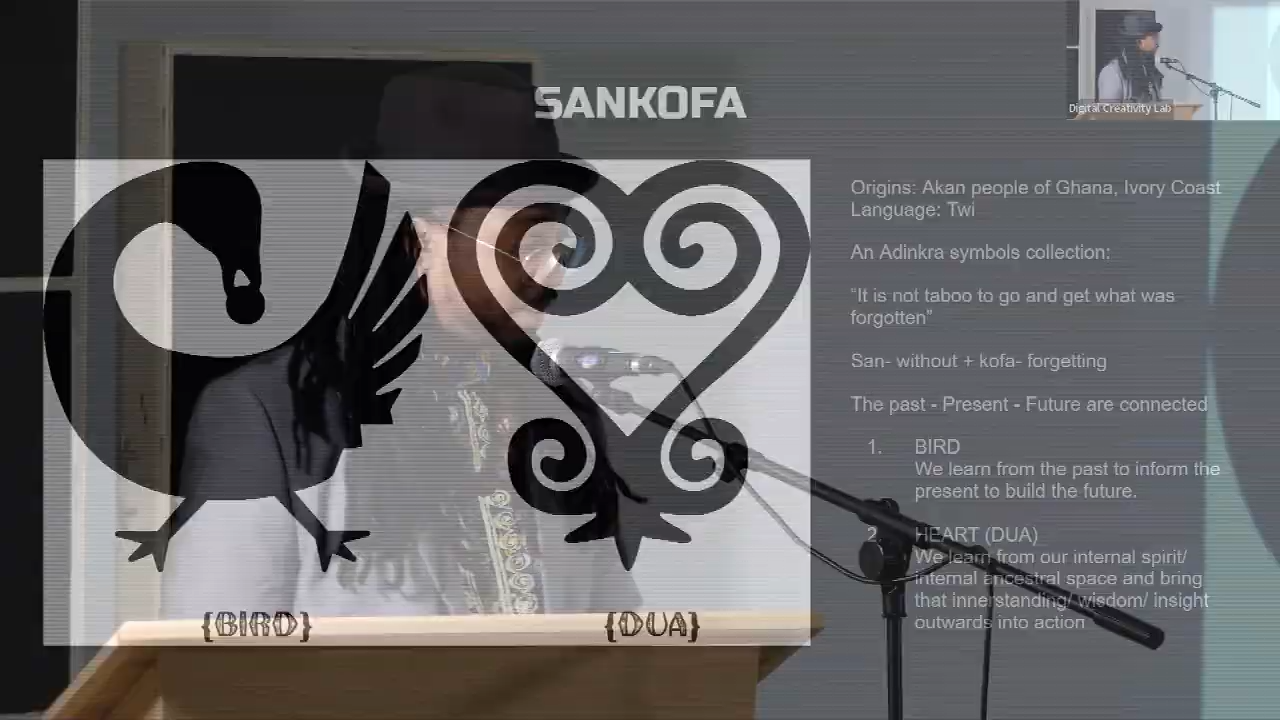 SANKOFA
Digital Creativity Lab
Origins: Akan people of Ghana, Ivory Coast
Language: Twi
An Adinkra symbols collection:
“It is not taboo to go and get what was
forgotten”
San- without + kofa- forgetting
The past - Present - Future are connected
1. BIRD
We learn from the past to inform the
present to build the future.
2. HEART (DUA)
We learn from our internal spirit/
internal ancestral space and bring
that innerstanding/ wisdom/ insight
outwards into action
{BIRD}
{DUA}